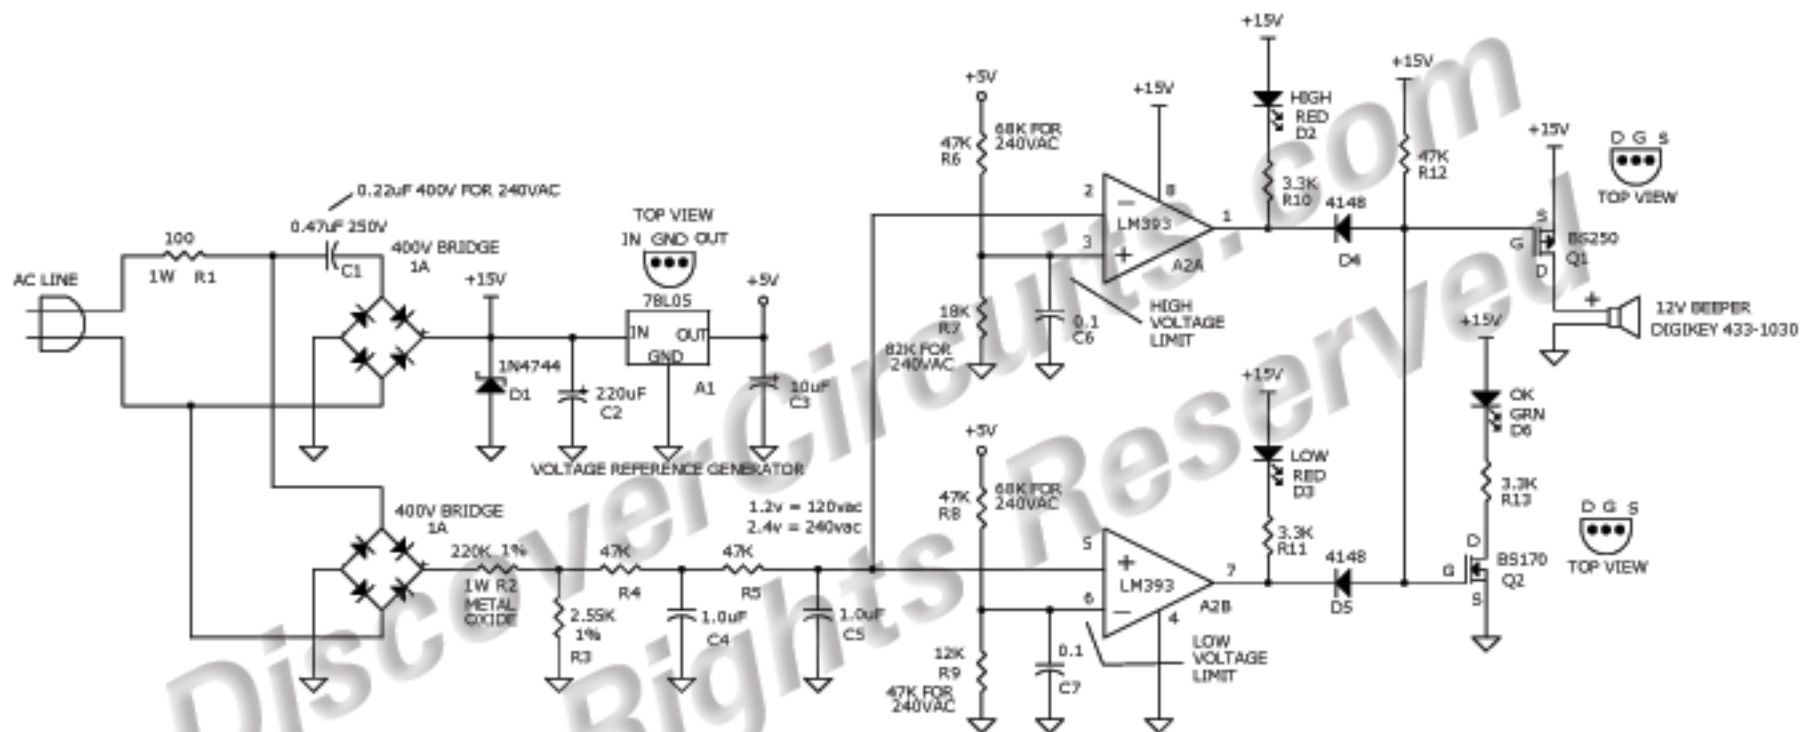 +15V
+5V
+15V
HIGH
RED
D2
+15V
47K
R6
68K FOR
240VAC
+15V
D G S
TOP VIEW
47K
R12
3.3K
R10
4148
D4
2
3
8
1
LM393
A2A
S
G
D
BS250
Q1
0.22uF 400V FOR 240VAC
0.47uF 250V
C1
100
1W R1
AC LINE
400V BRIDGE
1A
+15V
TOP VIEW
IN GND OUT
78L05
IN
OUT
GND
A1
+5V
1N4744
D1
220uF
C2
10uF
C3
VOLTAGE REFERENCE GENERATOR
18K
R7
82K FOR
240VAC
0.1
C6
HIGH
VOLTAGE
LIMIT
12V BEEPER
DIGIKEY 433-1030
+15V
OK
GRN
D6
3.3K
R13
D G S
TOP VIEW
+15V
LOW
RED
D3
3.3K
R11
4148
D5
D
G
S
BS170
Q2
+5V
47K
R8
68K FOR
240VAC
5
6
7
4
LM393
A2B
1.2v = 120vac
2.4v = 240vac
400V BRIDGE
1A
220K 1%
1W R2
METAL
OXIDE
47K
R4
47K
R5
2.55K
1%
R3
1.0uF
C4
1.0uF
C5
12K
R9
47K FOR
240VAC
0.1
C7
LOW
VOLTAGE
LIMIT
DiscoverCircuits.com
Rights Reserved